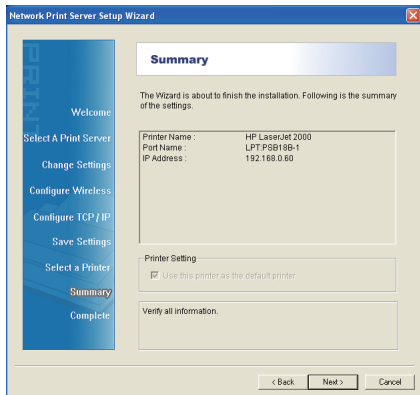 Network Print Server Setup Wizard
PRINT
Summary
The Wizard is about to finish the installation. Following is the summary
of the settings.
Welcome
Select A Print Server
Change Settings
Configure Wireless
Configure TCP / IP
Save Settings
Select a Printer
Summary
Complete
Printer Name : HP LaserJet 2000
Port Name : LPT:PSB18B-1
IP Address : 192.168.0.60
Printer Setting
Use this printer as the default printer
Verify all information.
< Back Next > Cancel